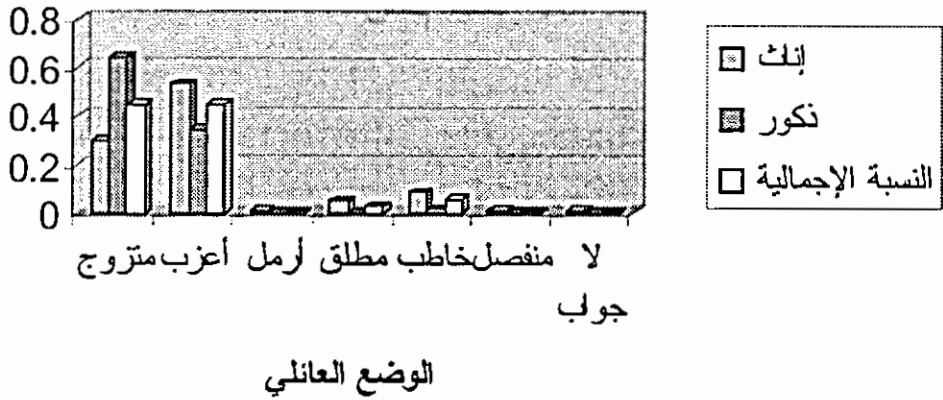 0.8
0.6
0.4
0.2
0
متزوج أعزب أرمل مطلق خاطب منفصل لا جواب
الوضع العائلي
إناث
ذكور
النسبة الإجمالية